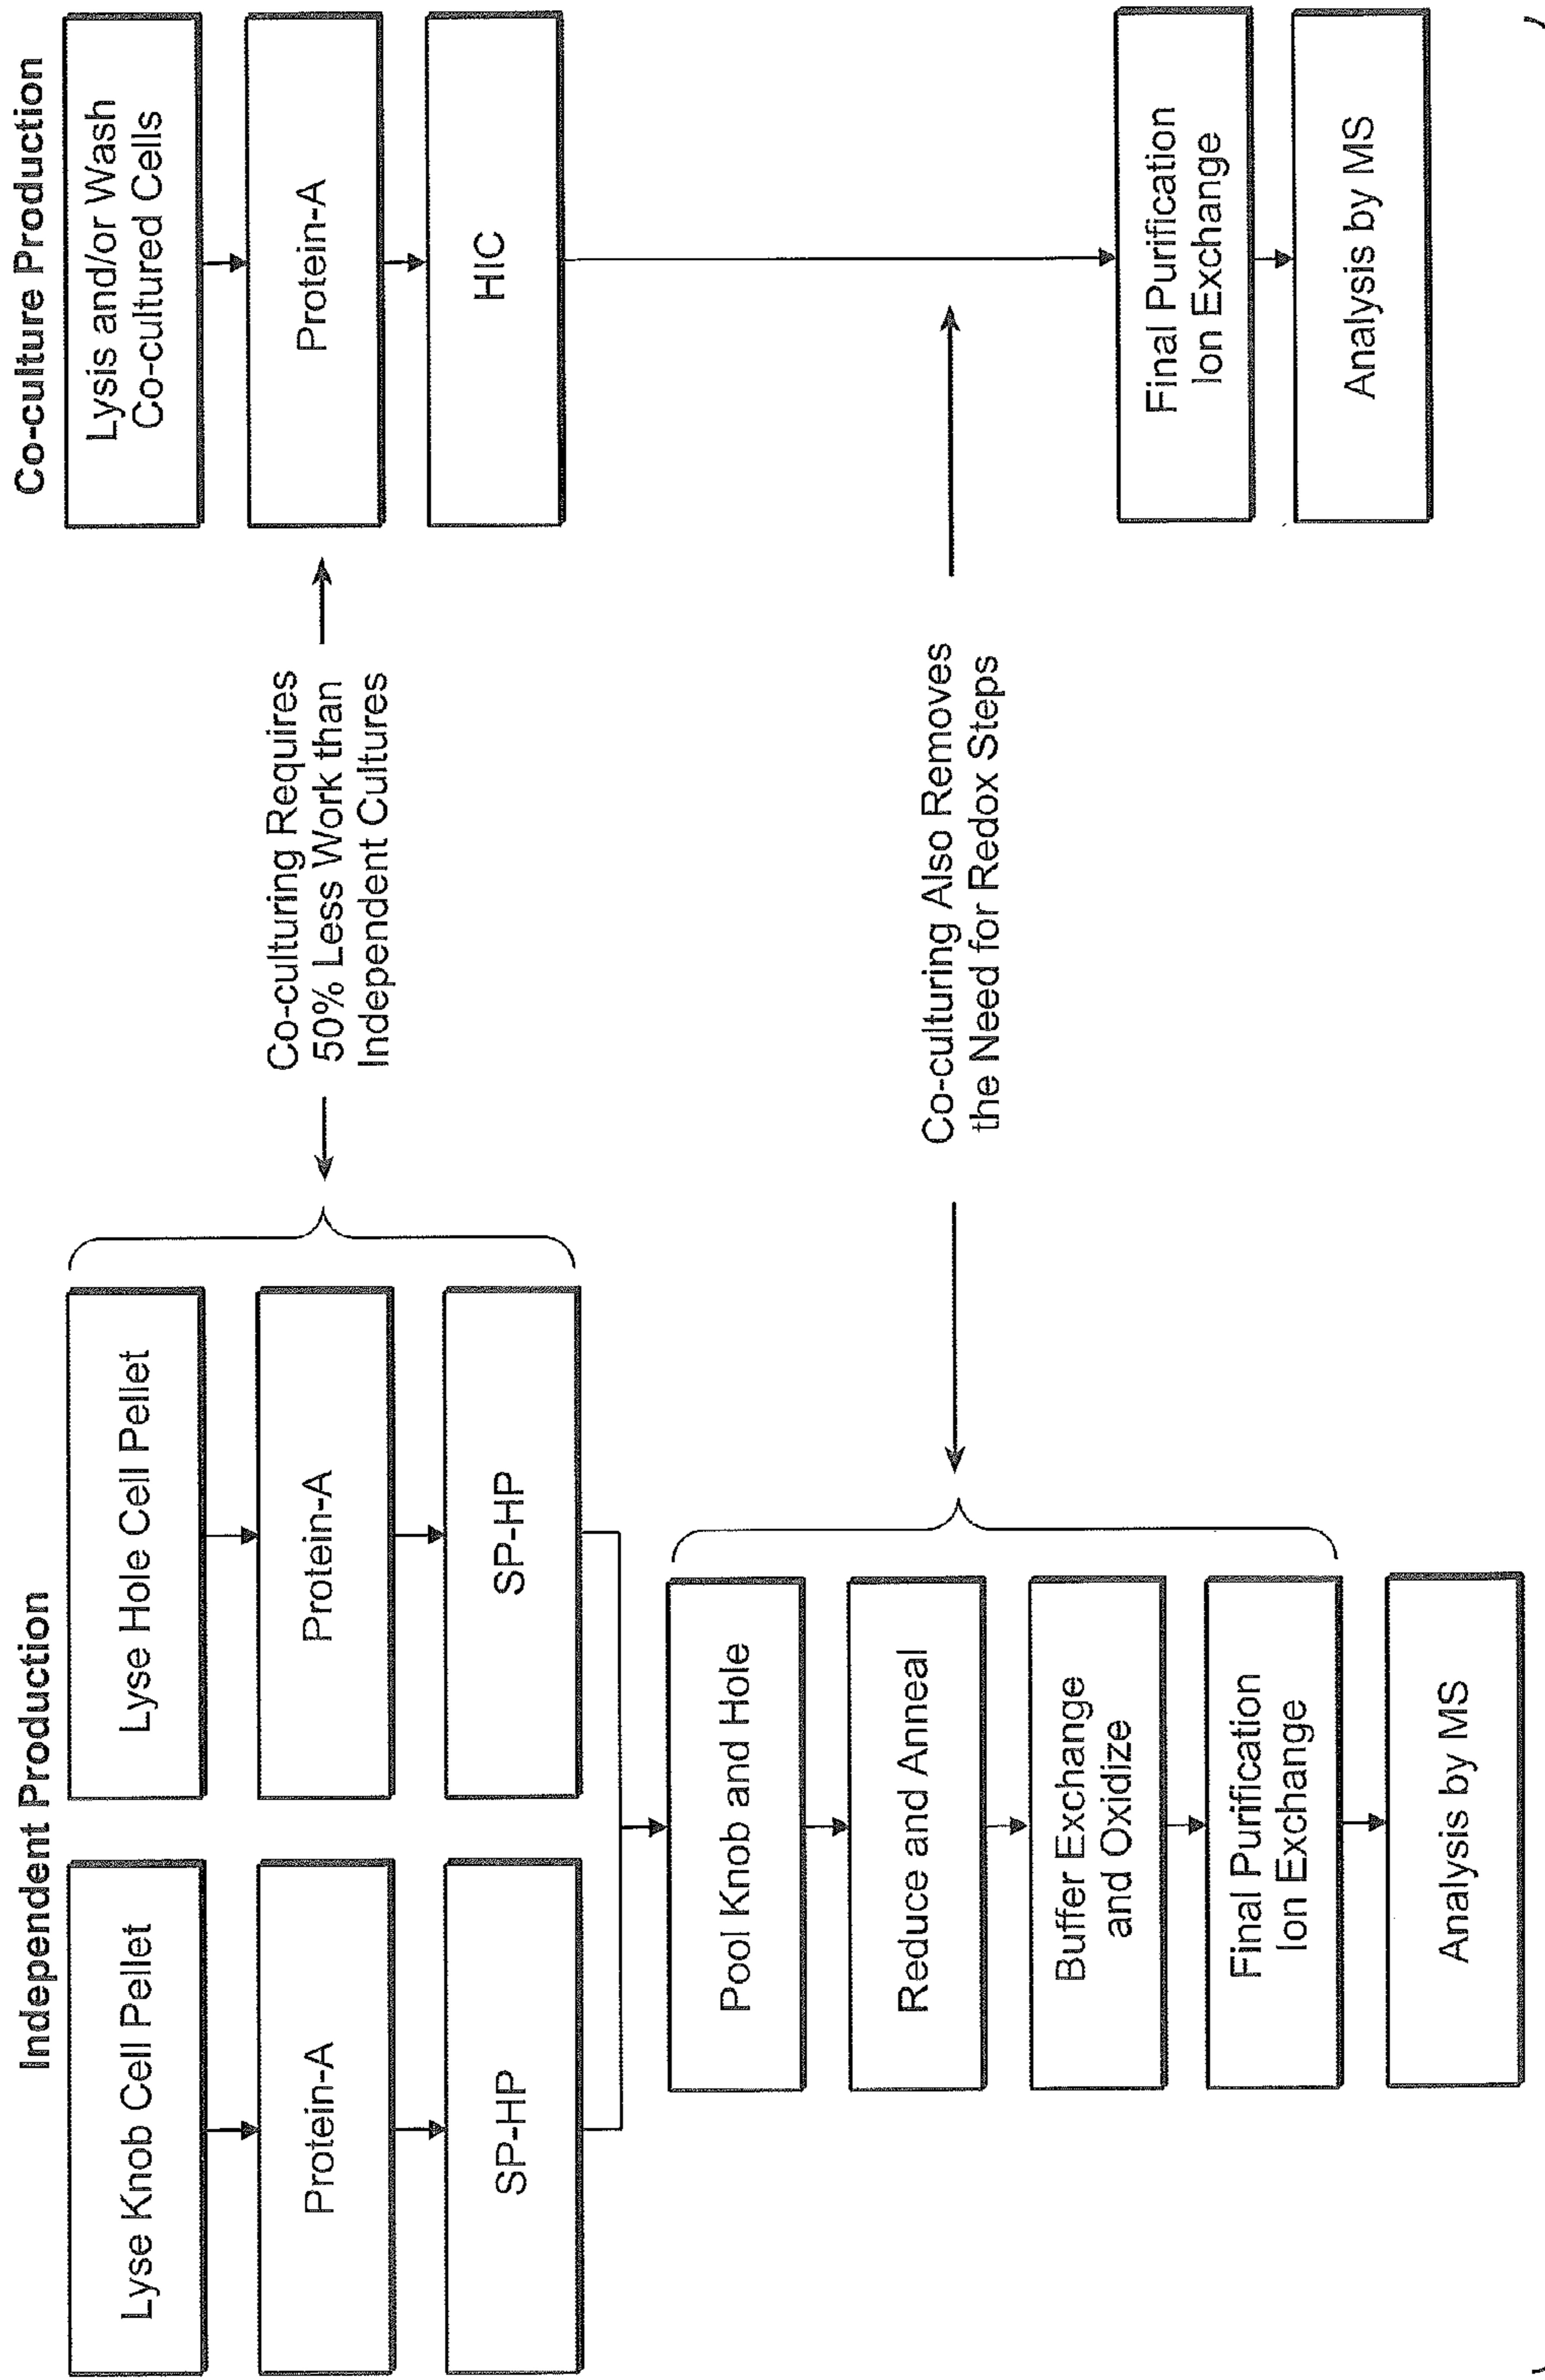 Independent Production
Lyse Knob Cell Pellet
Protein-A
SP-HP
Lyse Hole Cell Pellet
Protein-A
SP-HP
Pool Knob and Hole
Reduce and Anneal
Buffer Exchange
and Oxidize
Final Purification
Ion Exchange
Analysis by MS
Co-culturing Requires
50% Less Work than
Independent Cultures
Co-culturing Also Removes
the Need for Redox Steps
Co-culture Production
Lysis and/or Wash
Co-cultured Cells
Protein-A
HIC
Final Purification
Ion Exchange
Analysis by MS